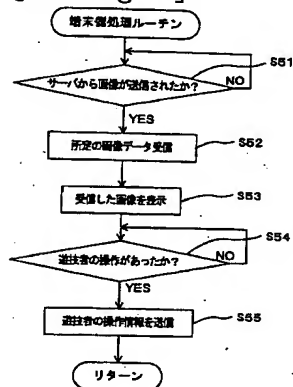 端末側処理ルーチン
S51
サーバから画像が送信されたか？
NO
YES
所定の画像データ受信
S52
受信した画像を表示
S53
S54
遊技者の操作があったか？
NO
YES
遊技者の操作情報を送信
S55
リターン